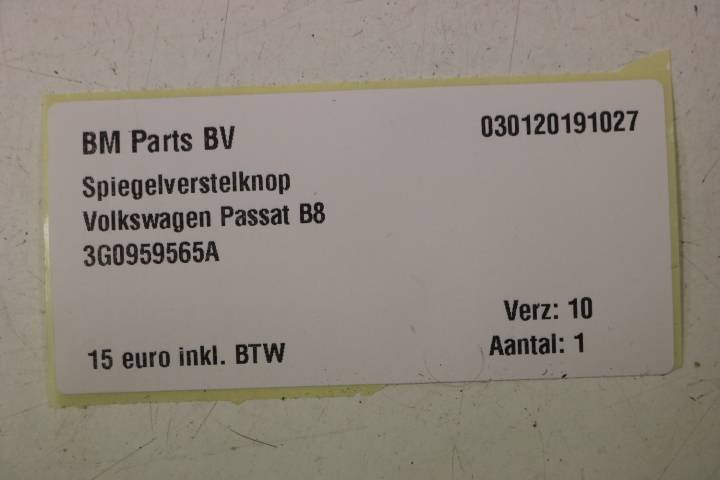 BM Parts BV
030120191027
Spiegelverstelknop
Volkswagen Passat B8
3G0959565A
Verz: 10
15 euro inkl. BTW
Aantal: 1